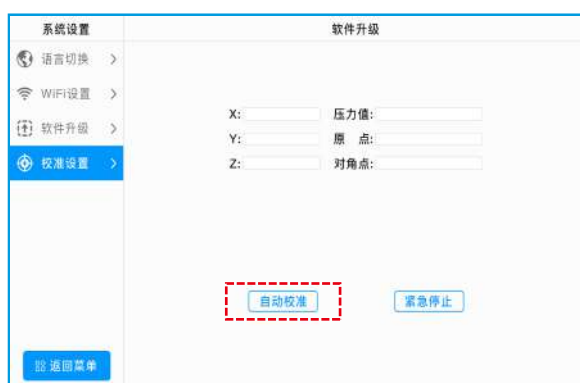 系统设置
软件升级
语言切换
WiFi设置
软件升级
校准设置
X:
压力值:
Y:
原 点:
Z:
对角点:
自动校准
紧急停止
返回菜单